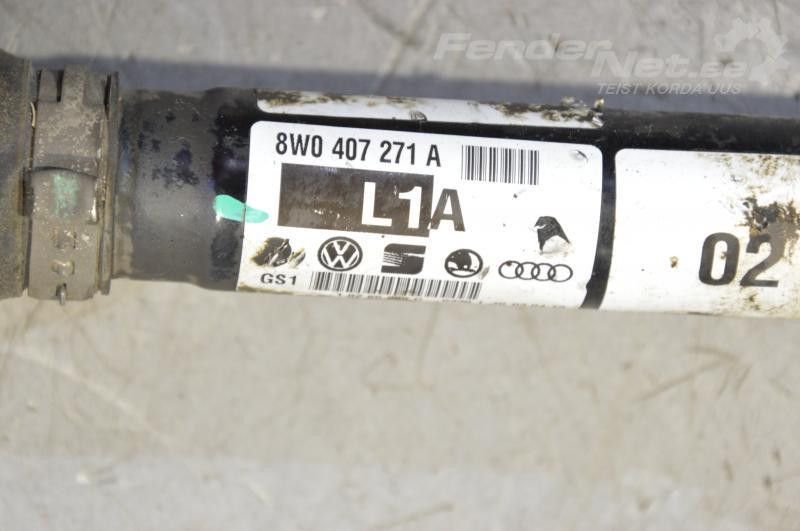 FenderNet.ee
TEIST KORDA UUS
8W0 407 271 A
L1A
02
GS1